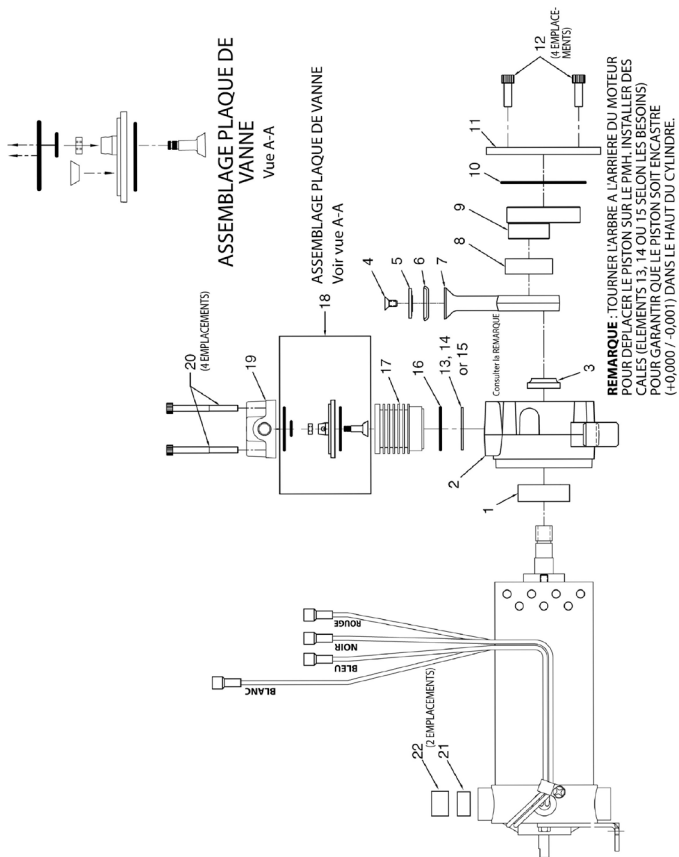 ASSEMBLAGE PLAQUE DE
VANNE
Vue A-A
20
(4 EMPLACEMENTS)
19
18
ASSEMBLAGE PLAQUE DE VANNE
Voir vue A-A
17
16
13, 14
or 15
Consulter la REMARQUE
4
5
6
7
8
9
10
11
12
(4 EMPLACE-
MENTS)
1
2
3
BLANC
BLEU
NOIR
ROUGE
22
(2 EMPLACEMENTS)
21
REMARQUE : TOURNER L'ARBRE A L'ARRIERE DU MOTEUR
POUR DEPLACER LE PISTON SUR LE PMH. INSTALLER DES
CALES (ELEMENTS 13, 14 OU 15 SELON LES BESOINS)
POUR GARANTIR QUE LE PISTON SOIT ENCASTRE
(+0,000 / -0,001) DANS LE HAUT DU CYLINDRE.